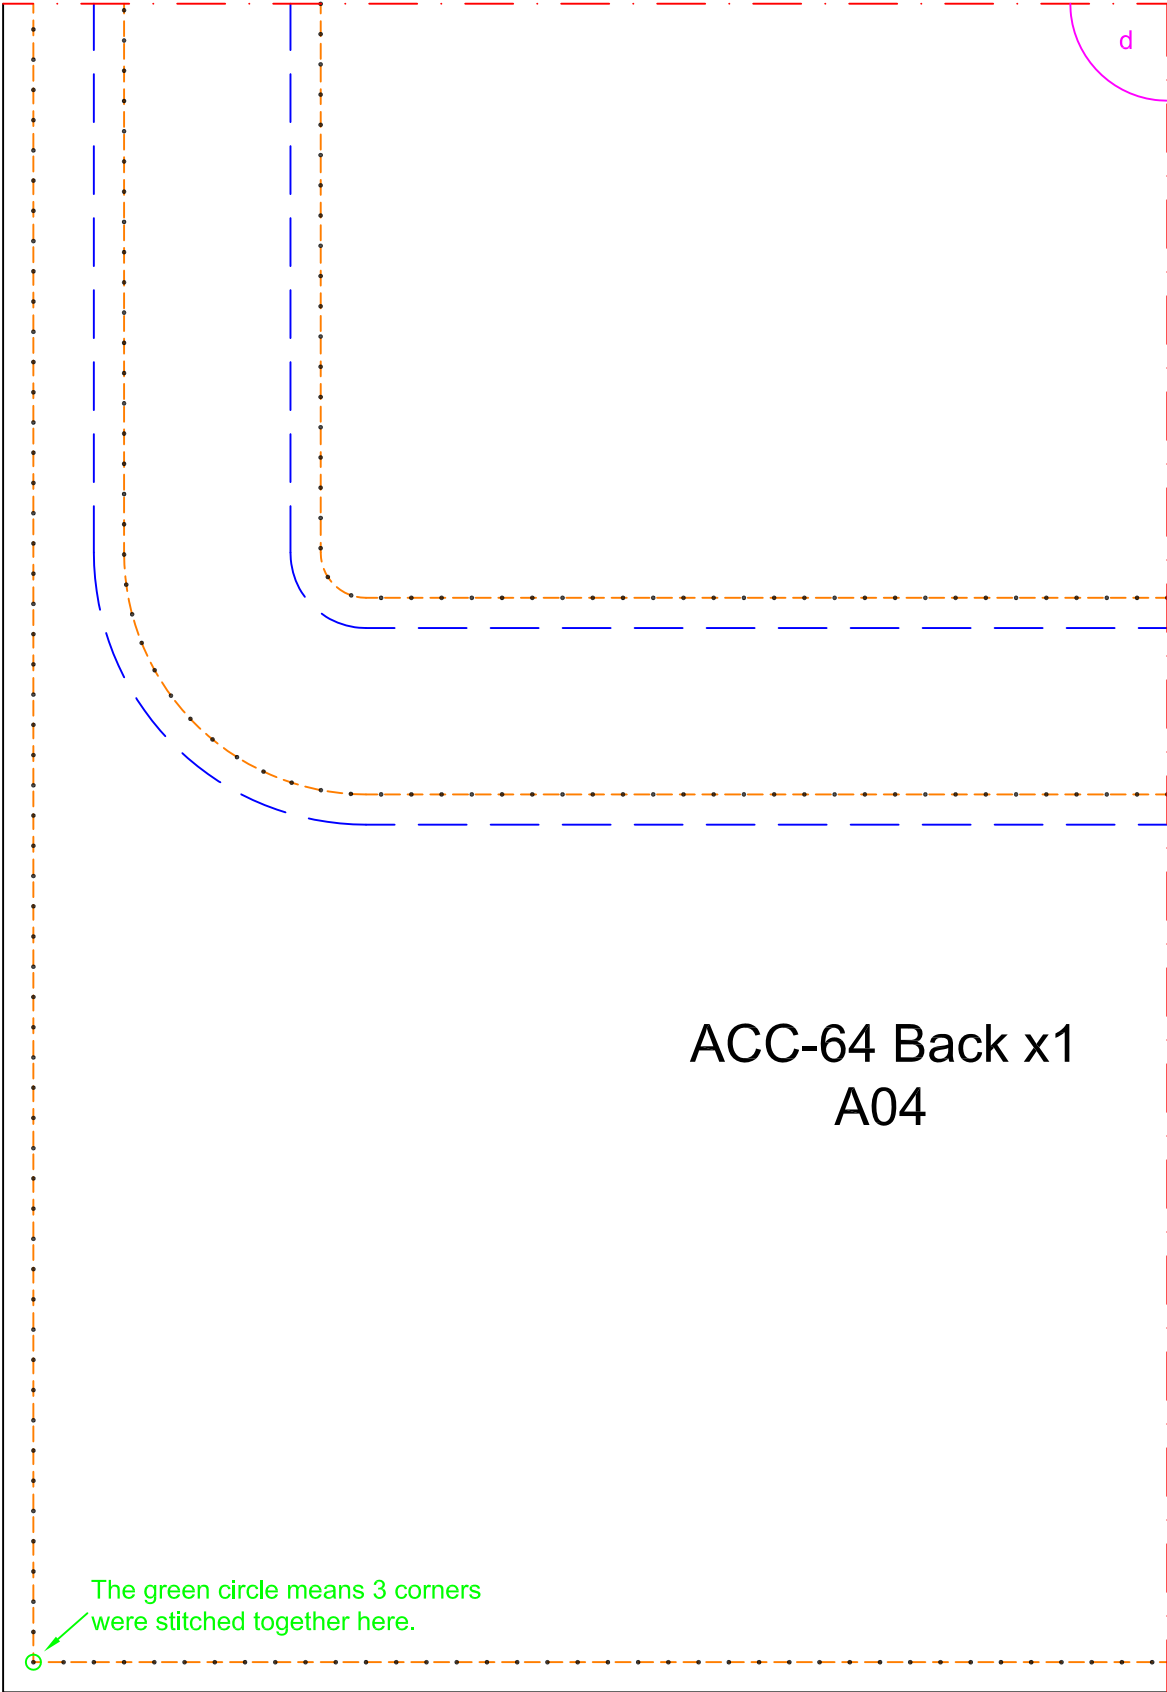 d
ACC-64 Back x1
A04
The green circle means 3 corners
were stitched together here.